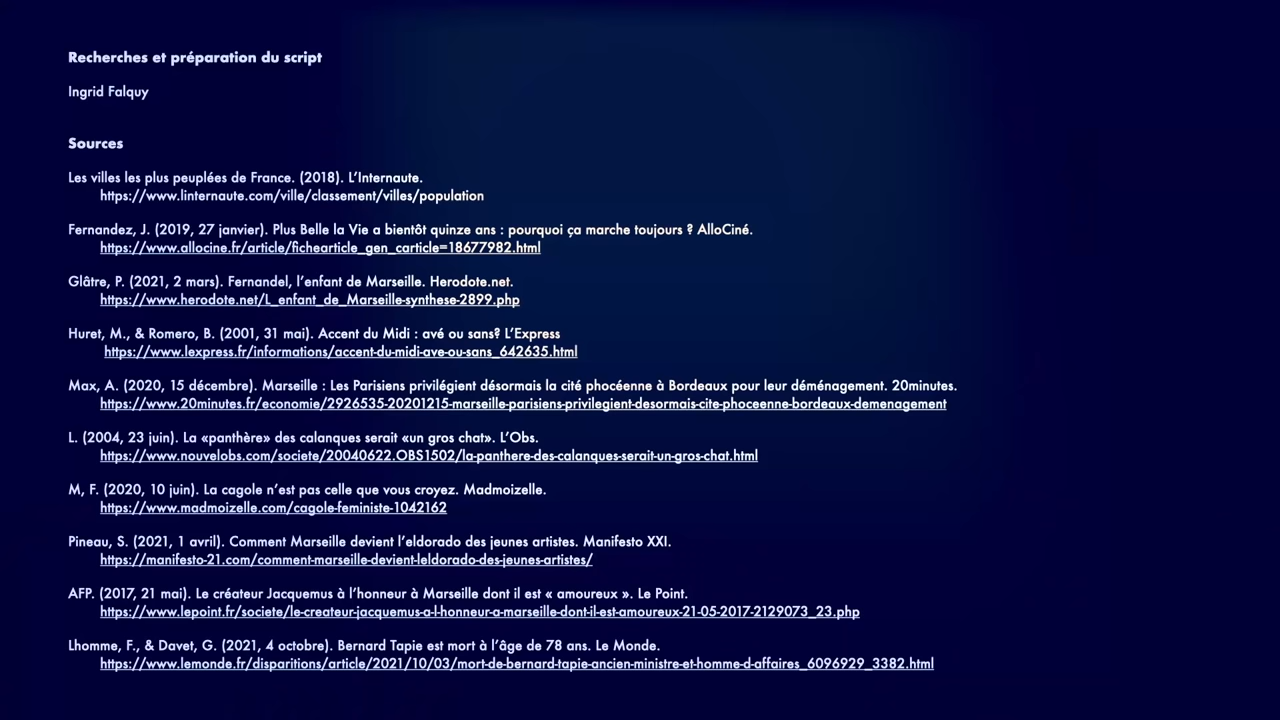 Recherches et préparation du script
Ingrid Falquy
Sources
Les villes les plus peuplées de France. (2018). L’Internaute.
https://www.linternaute.com/ville/classement/villes/population
Fernandez, J. (2019, 27 janvier). Plus Belle la Vie a bientôt quinze ans : pourquoi ça marche toujours ? AlloCiné.
https://www.allocine.fr/article/fichearticle_gen_carticle=18677982.html
Glâtre, P. (2021, 2 mars). Fernandel, l’enfant de Marseille. Herodote.net.
https://www.herodote.net/L_enfant_de_Marseille-synthese-2899.php
Huret, M., & Romero, B. (2001, 31 mai). Accent du Midi : avé ou sans? L’Express
https://www.lexpress.fr/informations/accent-du-midi-ave-ou-sans_642635.html
Max, A. (2020, 15 décembre). Marseille : Les Parisiens privilégient désormais la cité phocéenne à Bordeaux pour leur déménagement. 20minutes.
https://www.20minutes.fr/economie/2926535-20201215-marseille-parisiens-privilegient-desormais-cite-phoceenne-bordeaux-demenagement
L. (2004, 23 juin). La «panthère» des calanques serait «un gros chat». L’Obs.
https://www.nouvelobs.com/societe/20040622.OBS1502/la-panthere-des-calanques-serait-un-gros-chat.html
M, F. (2020, 10 juin). La cagole n’est pas celle que vous croyez. Madmoizelle.
https://www.madmoizelle.com/cagole-feministe-1042162
Pineau, S. (2021, 1 avril). Comment Marseille devient l’eldorado des jeunes artistes. Manifesto XXI.
https://manifesto-21.com/comment-marseille-devient-leldorado-des-jeunes-artistes/
AFP. (2017, 21 mai). Le créateur Jacquemus à l’honneur à Marseille dont il est « amoureux ». Le Point.
https://www.lepoint.fr/societe/le-createur-jacquemus-a-l-honneur-a-marseille-dont-il-est-amoureux-21-05-2017-2129073_23.php
Lhomme, F., & Davet, G. (2021, 4 octobre). Bernard Tapie est mort à l’âge de 78 ans. Le Monde.
https://www.lemonde.fr/disparitions/article/2021/10/03/mort-de-bernard-tapie-ancien-ministre-et-homme-d-affaires_6096929_3382.html